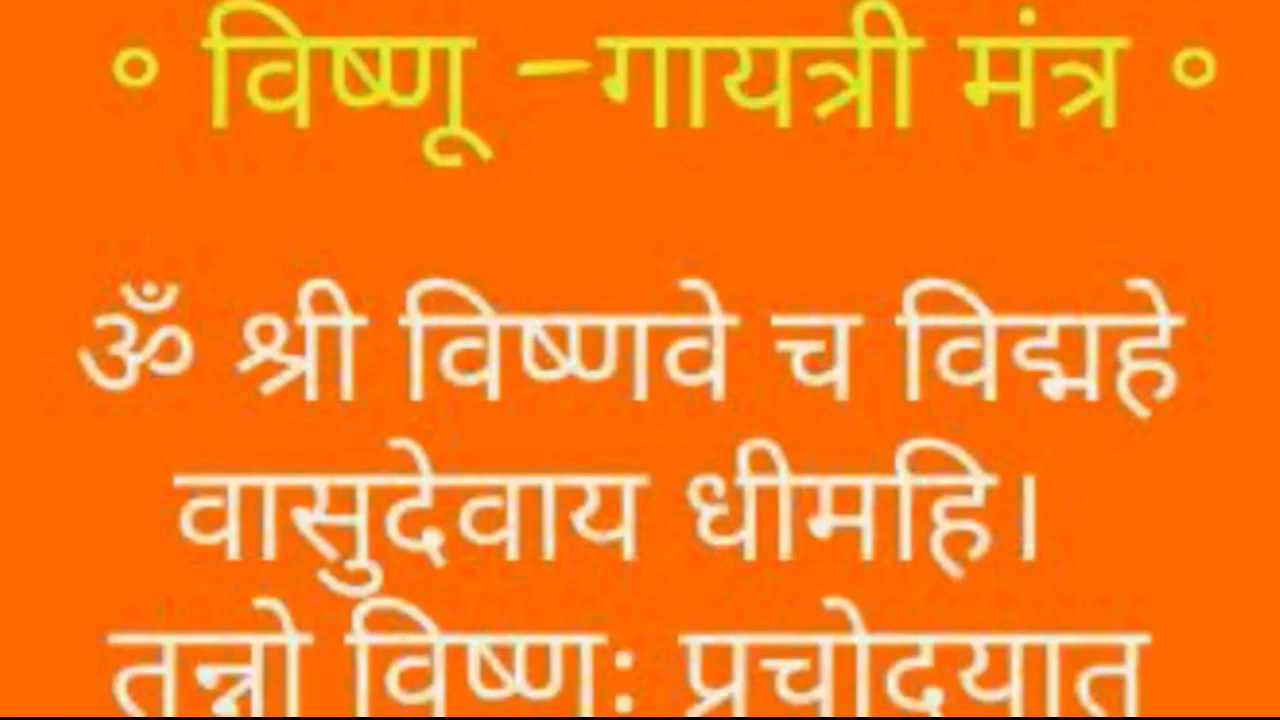 ° विष्णू -गायत्री मंत्र °
ॐ श्री विष्णवे च विद्महे
वासुदेवाय धीमहि।
तन्नो विष्ण: प्रचोदयात